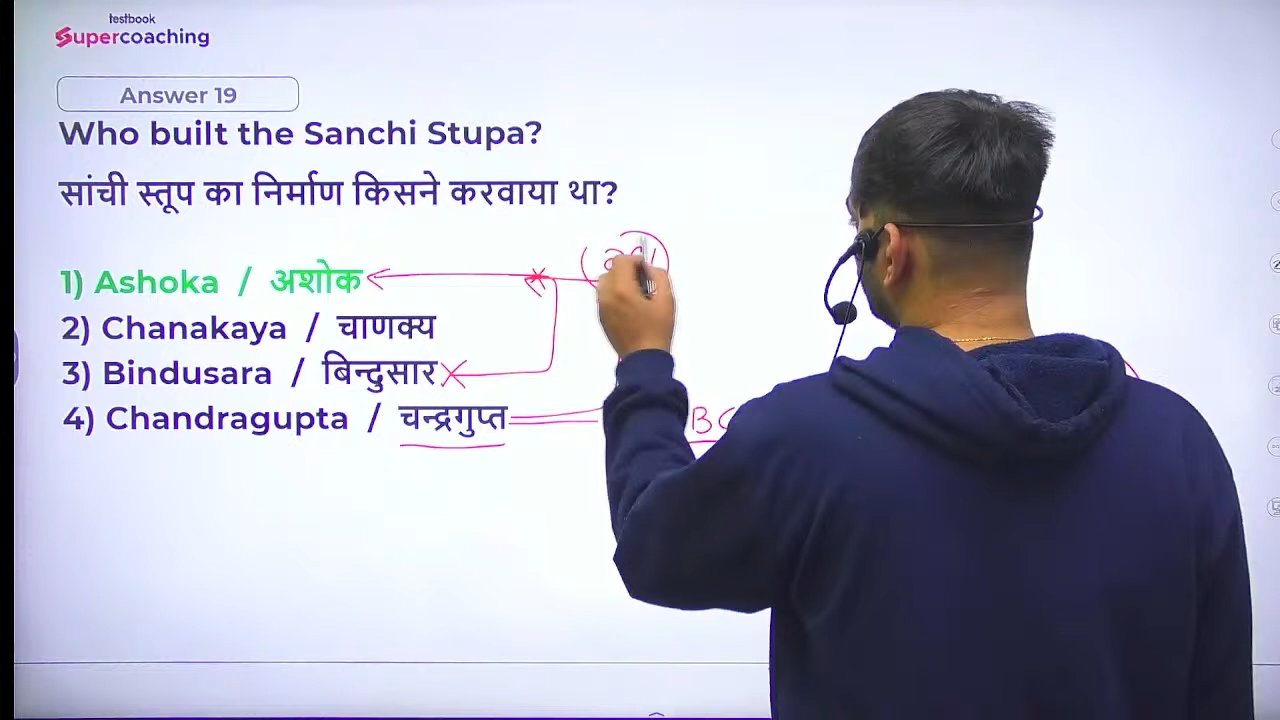 testbook
Supercoaching
Answer 19
Who built the Sanchi Stupa?
सांची स्तूप का निर्माण किसने करवाया था?
1) Ashoka / अशोक
2) Chanakaya / चाणक्य
3) Bindusara / बिन्दुसार
4) Chandragupta / चन्द्रगुप्त